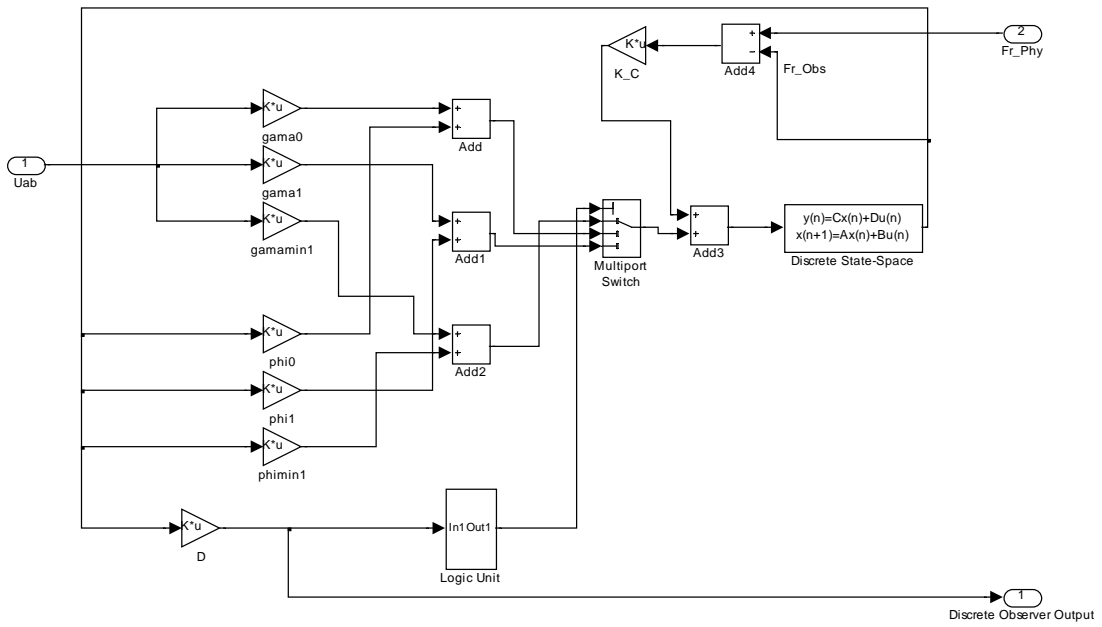 2
Fr_Phy
+
−
Add4
K*u
K_C
Fr_Obs
K*u
gama0
+
+
Add
1
Uab
K*u
gama1
K*u
gamamin1
+
+
Add1
Multiport
Switch
+
+
Add3
y(n)=Cx(n)+Du(n)
x(n+1)=Ax(n)+Bu(n)
Discrete State-Space
K*u
phi0
+
+
Add2
K*u
phi1
K*u
phimin1
K*u
D
In1 Out1
Logic Unit
1
Discrete Observer Output